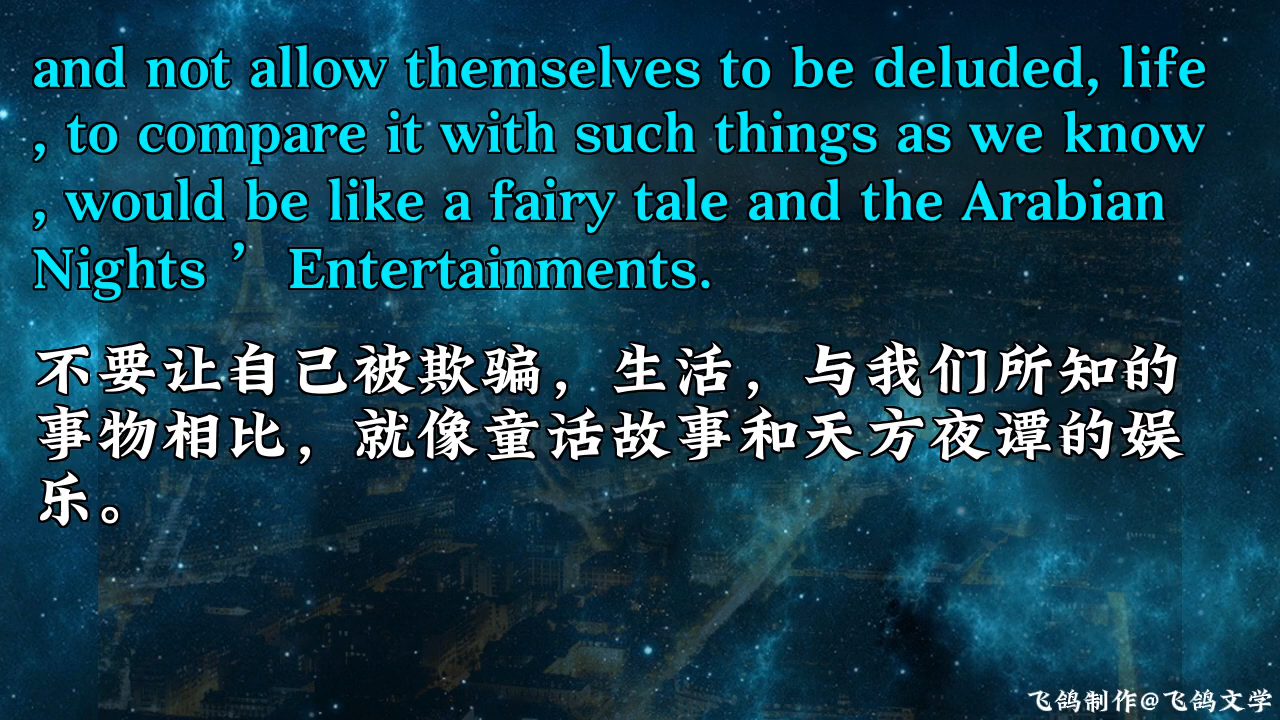 and not allow themselves to be deluded, life
, to compare it with such things as we know
, would be like a fairy tale and the Arabian
Nights ’ Entertainments.
不要让自己被欺骗，生活，与我们所知的
事物相比，就像童话故事和天方夜谭的娱
乐。
飞鸽制作@飞鸽文学